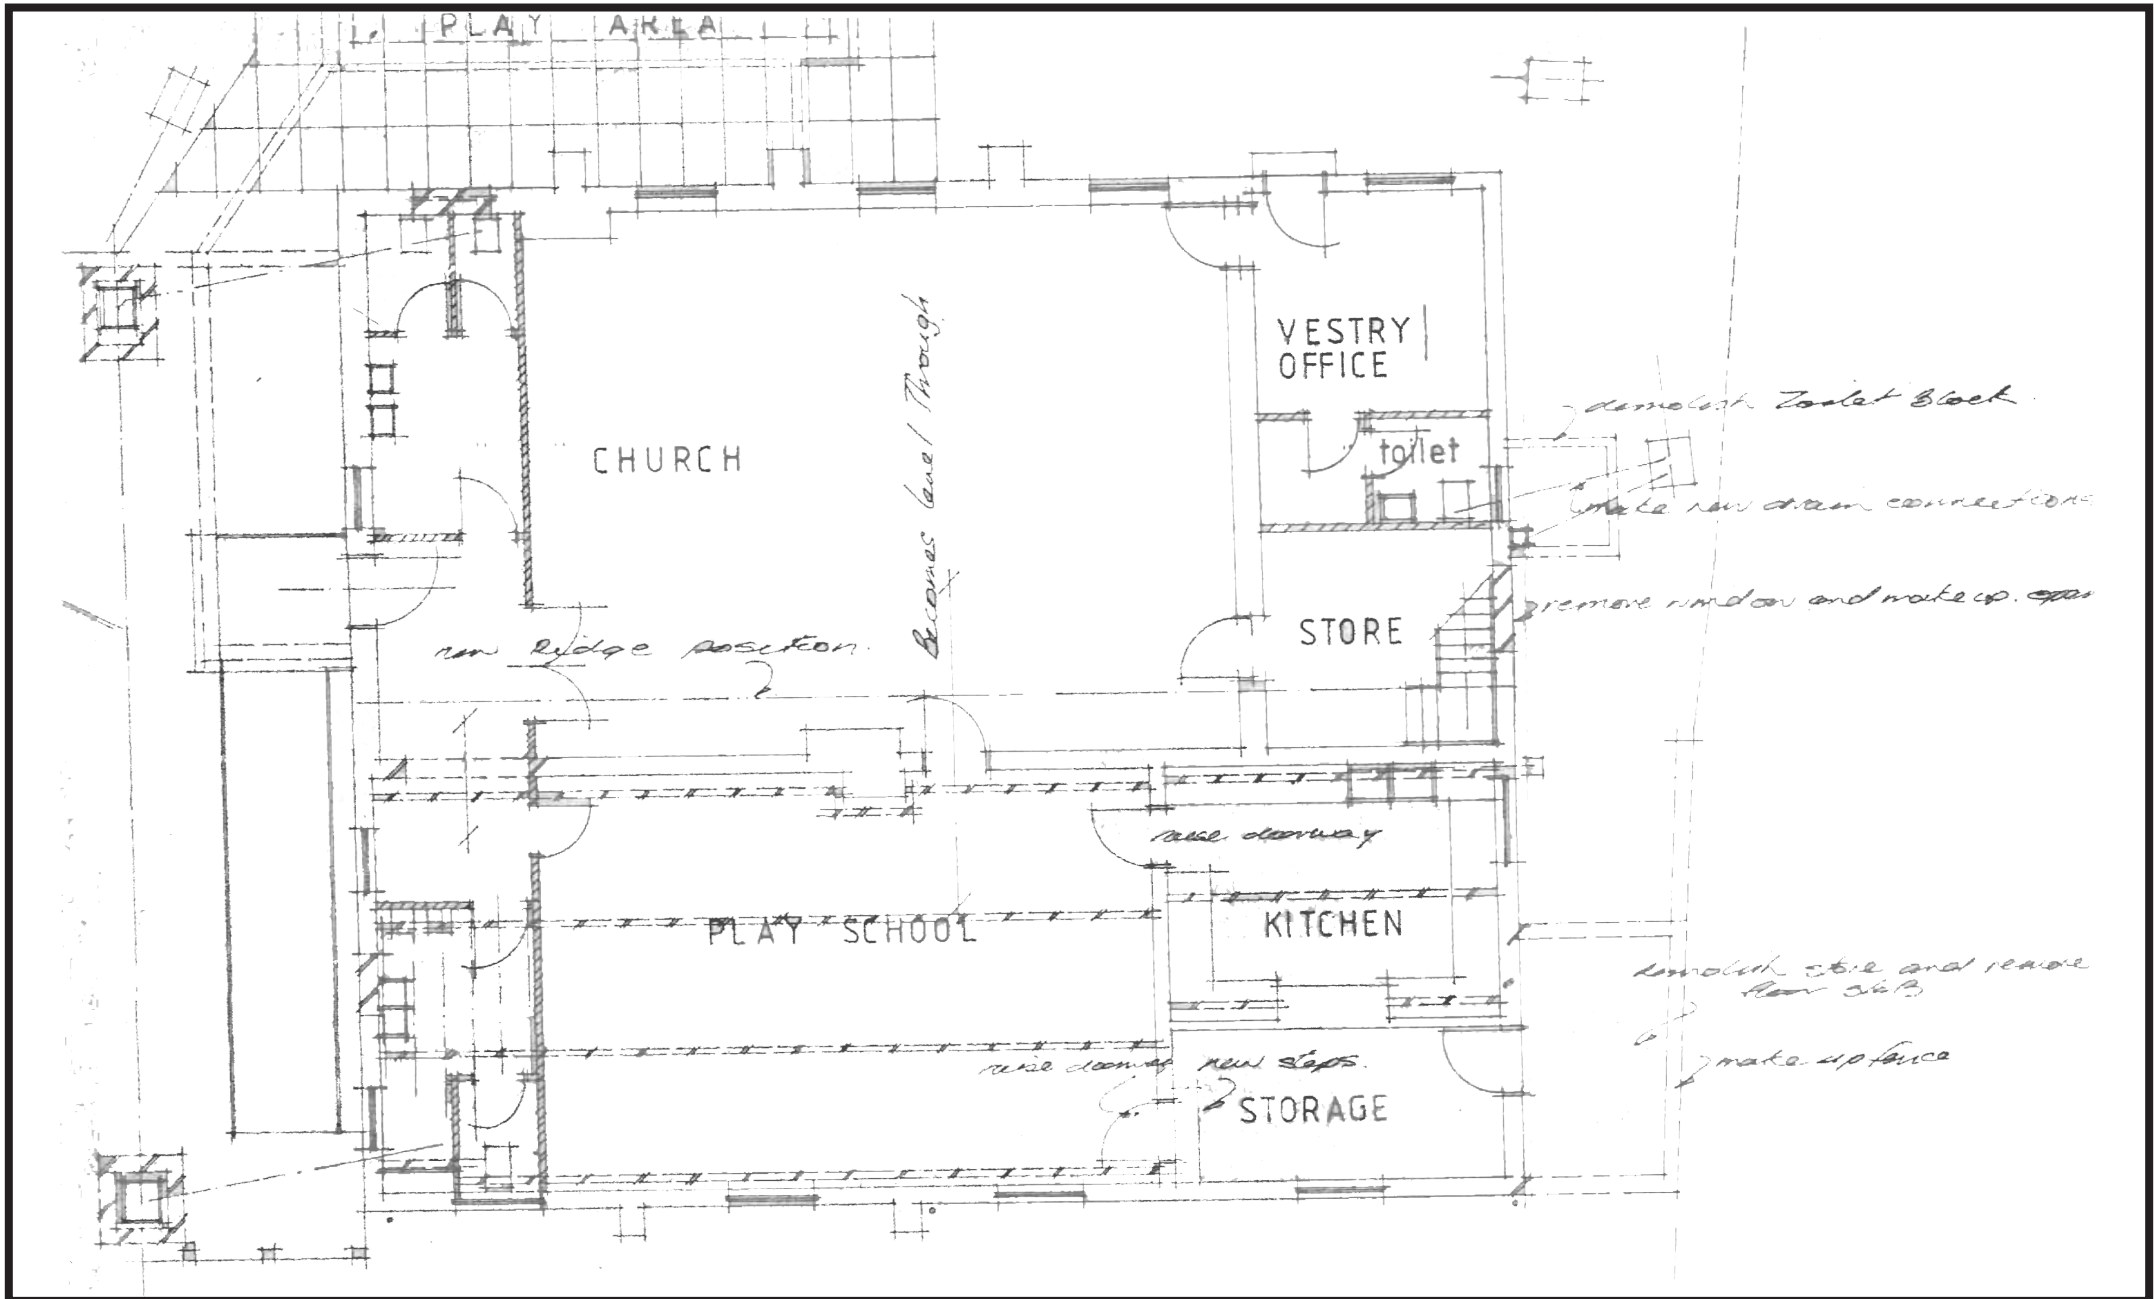 PLAY AREA
VESTRY
OFFICE
demolish Toilet Block
CHURCH
toilet
make new drain connections
Becomes level Through
remove window and make up open
STORE
new Ridge position.
raise doorway
PLAY SCHOOL
KITCHEN
demolish store and remove
floor slab
raise doorway
new steps.
make up fence
STORAGE